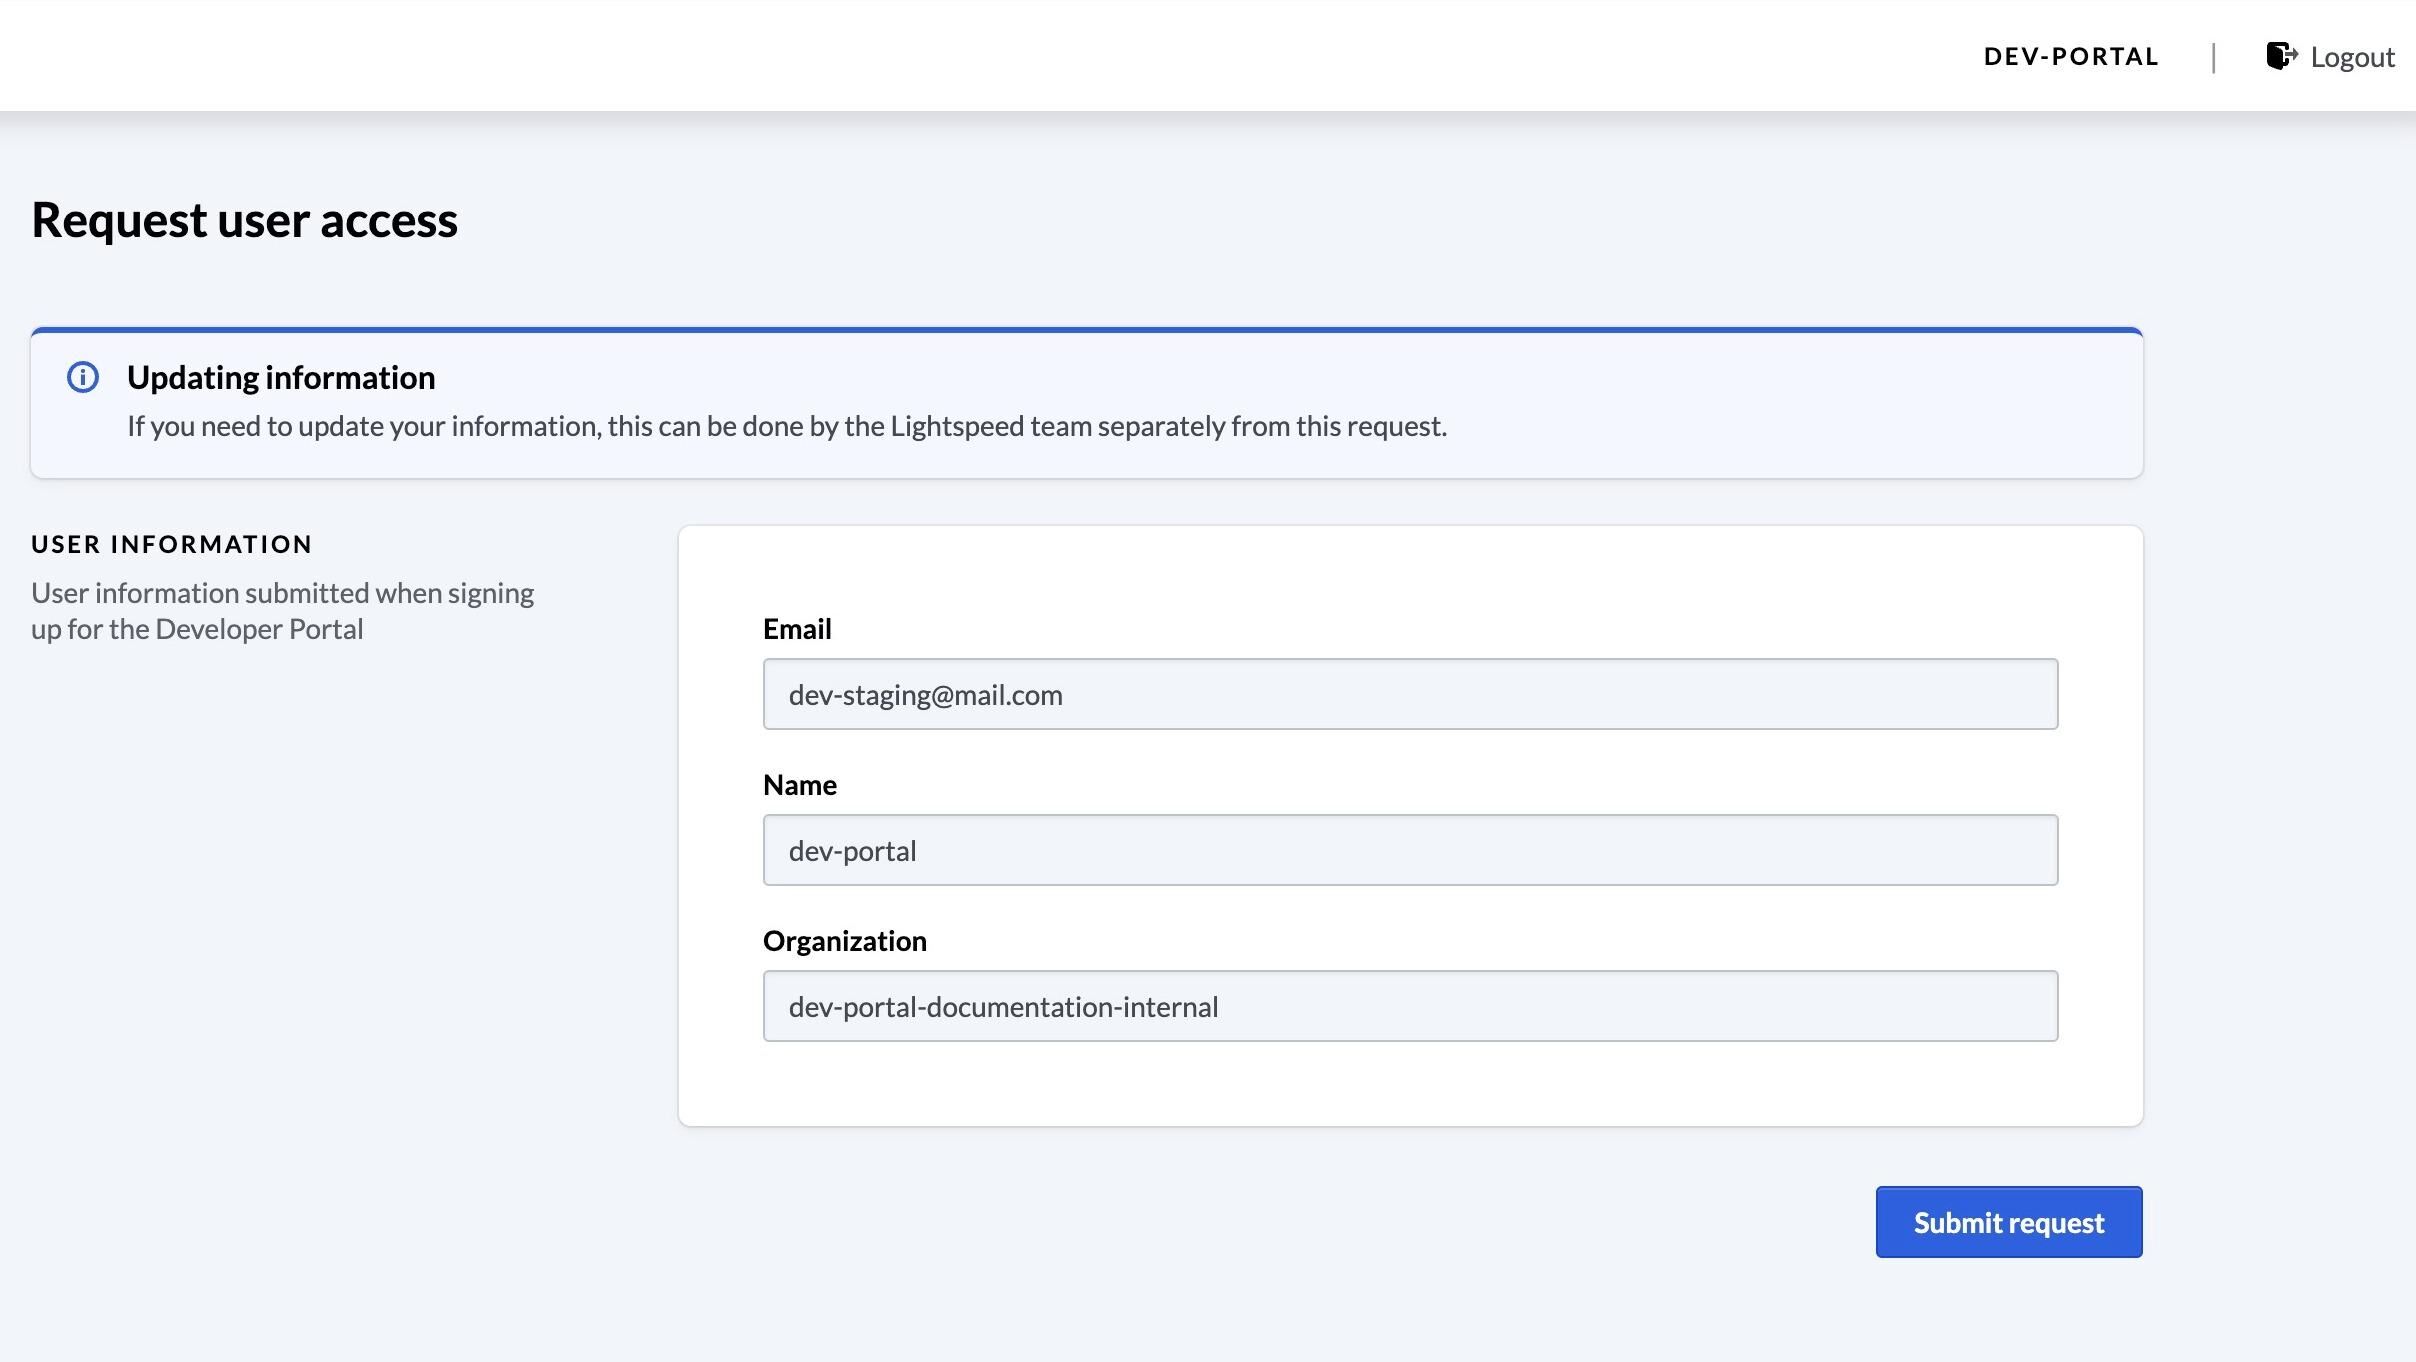 DEV-PORTAL | Logout
Request user access
Updating information
If you need to update your information, this can be done by the Lightspeed team separately from this request.
USER INFORMATION
User information submitted when signing
up for the Developer Portal
Email
dev-staging@mail.com
Name
dev-portal
Organization
dev-portal-documentation-internal
Submit request